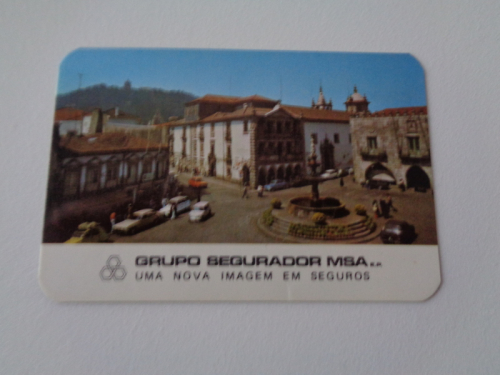 GRUPO SEGURADOR MSA E.P.
UMA NOVA IMAGEM EM SEGUROS